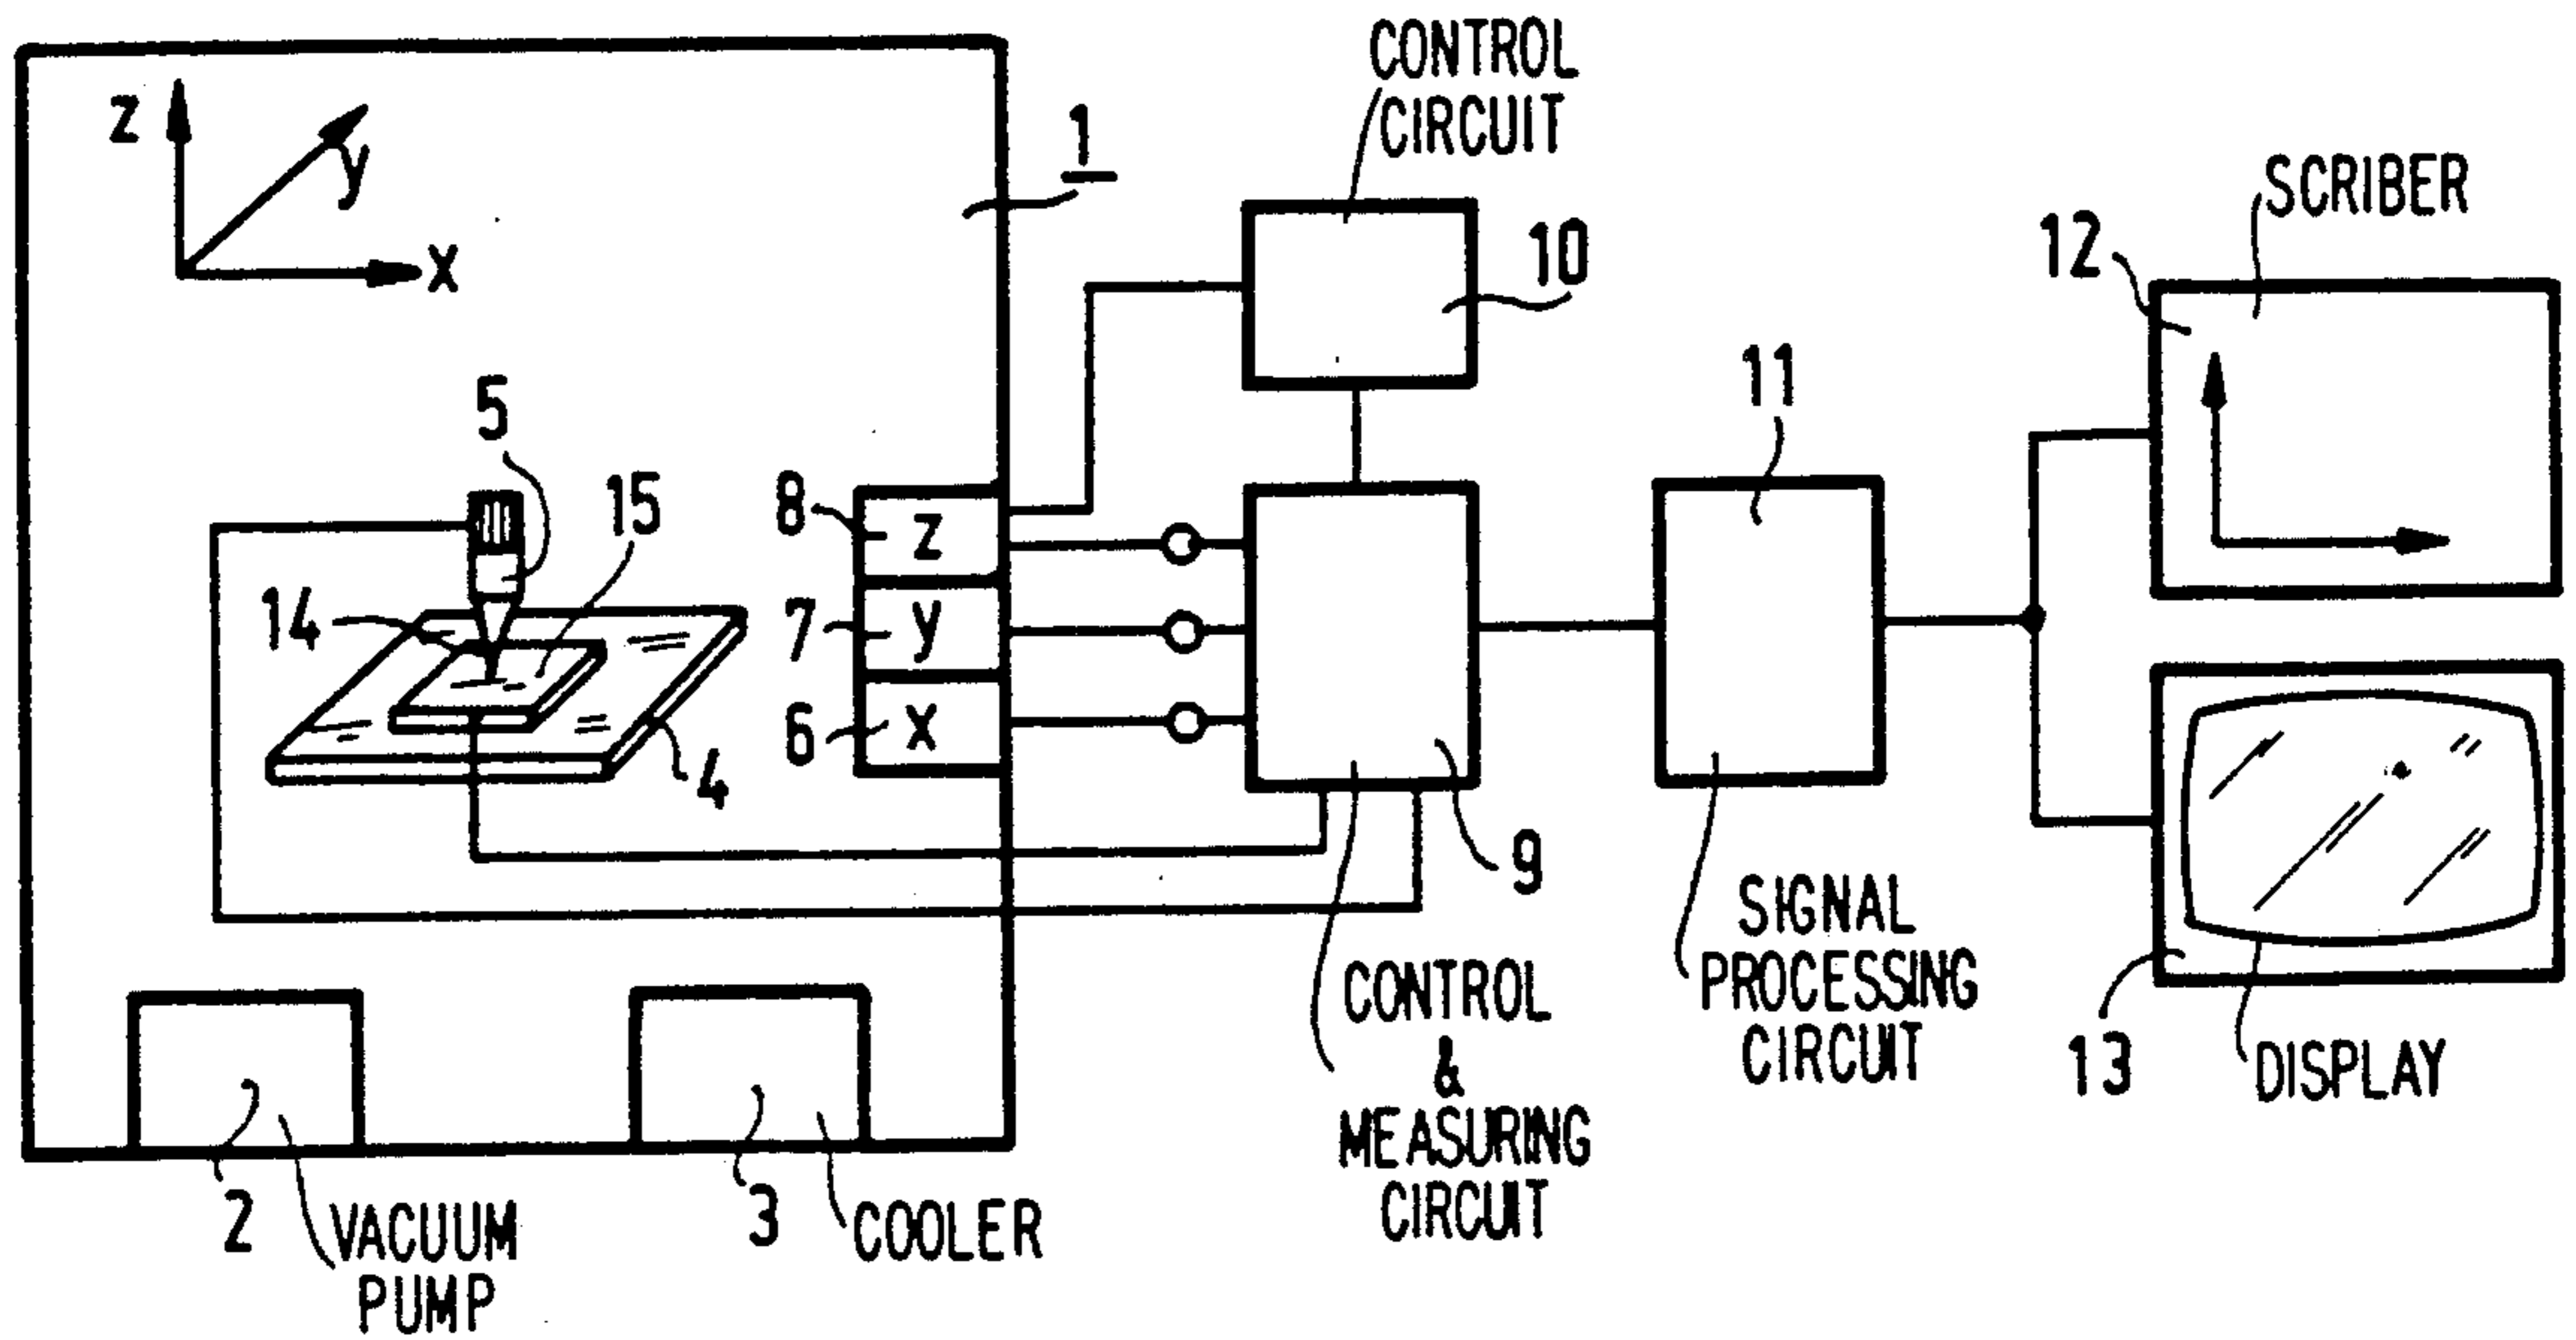 CONTROL
CIRCUIT
z
y
x
1
10
SCRIBER
12
11
5
15
8
z
14
7
y
6
x
4
9
SIGNAL
PROCESSING
CIRCUIT
CONTROL
&
MEASURING
CIRCUIT
13
DISPLAY
2
VACUUM
PUMP
3
COOLER